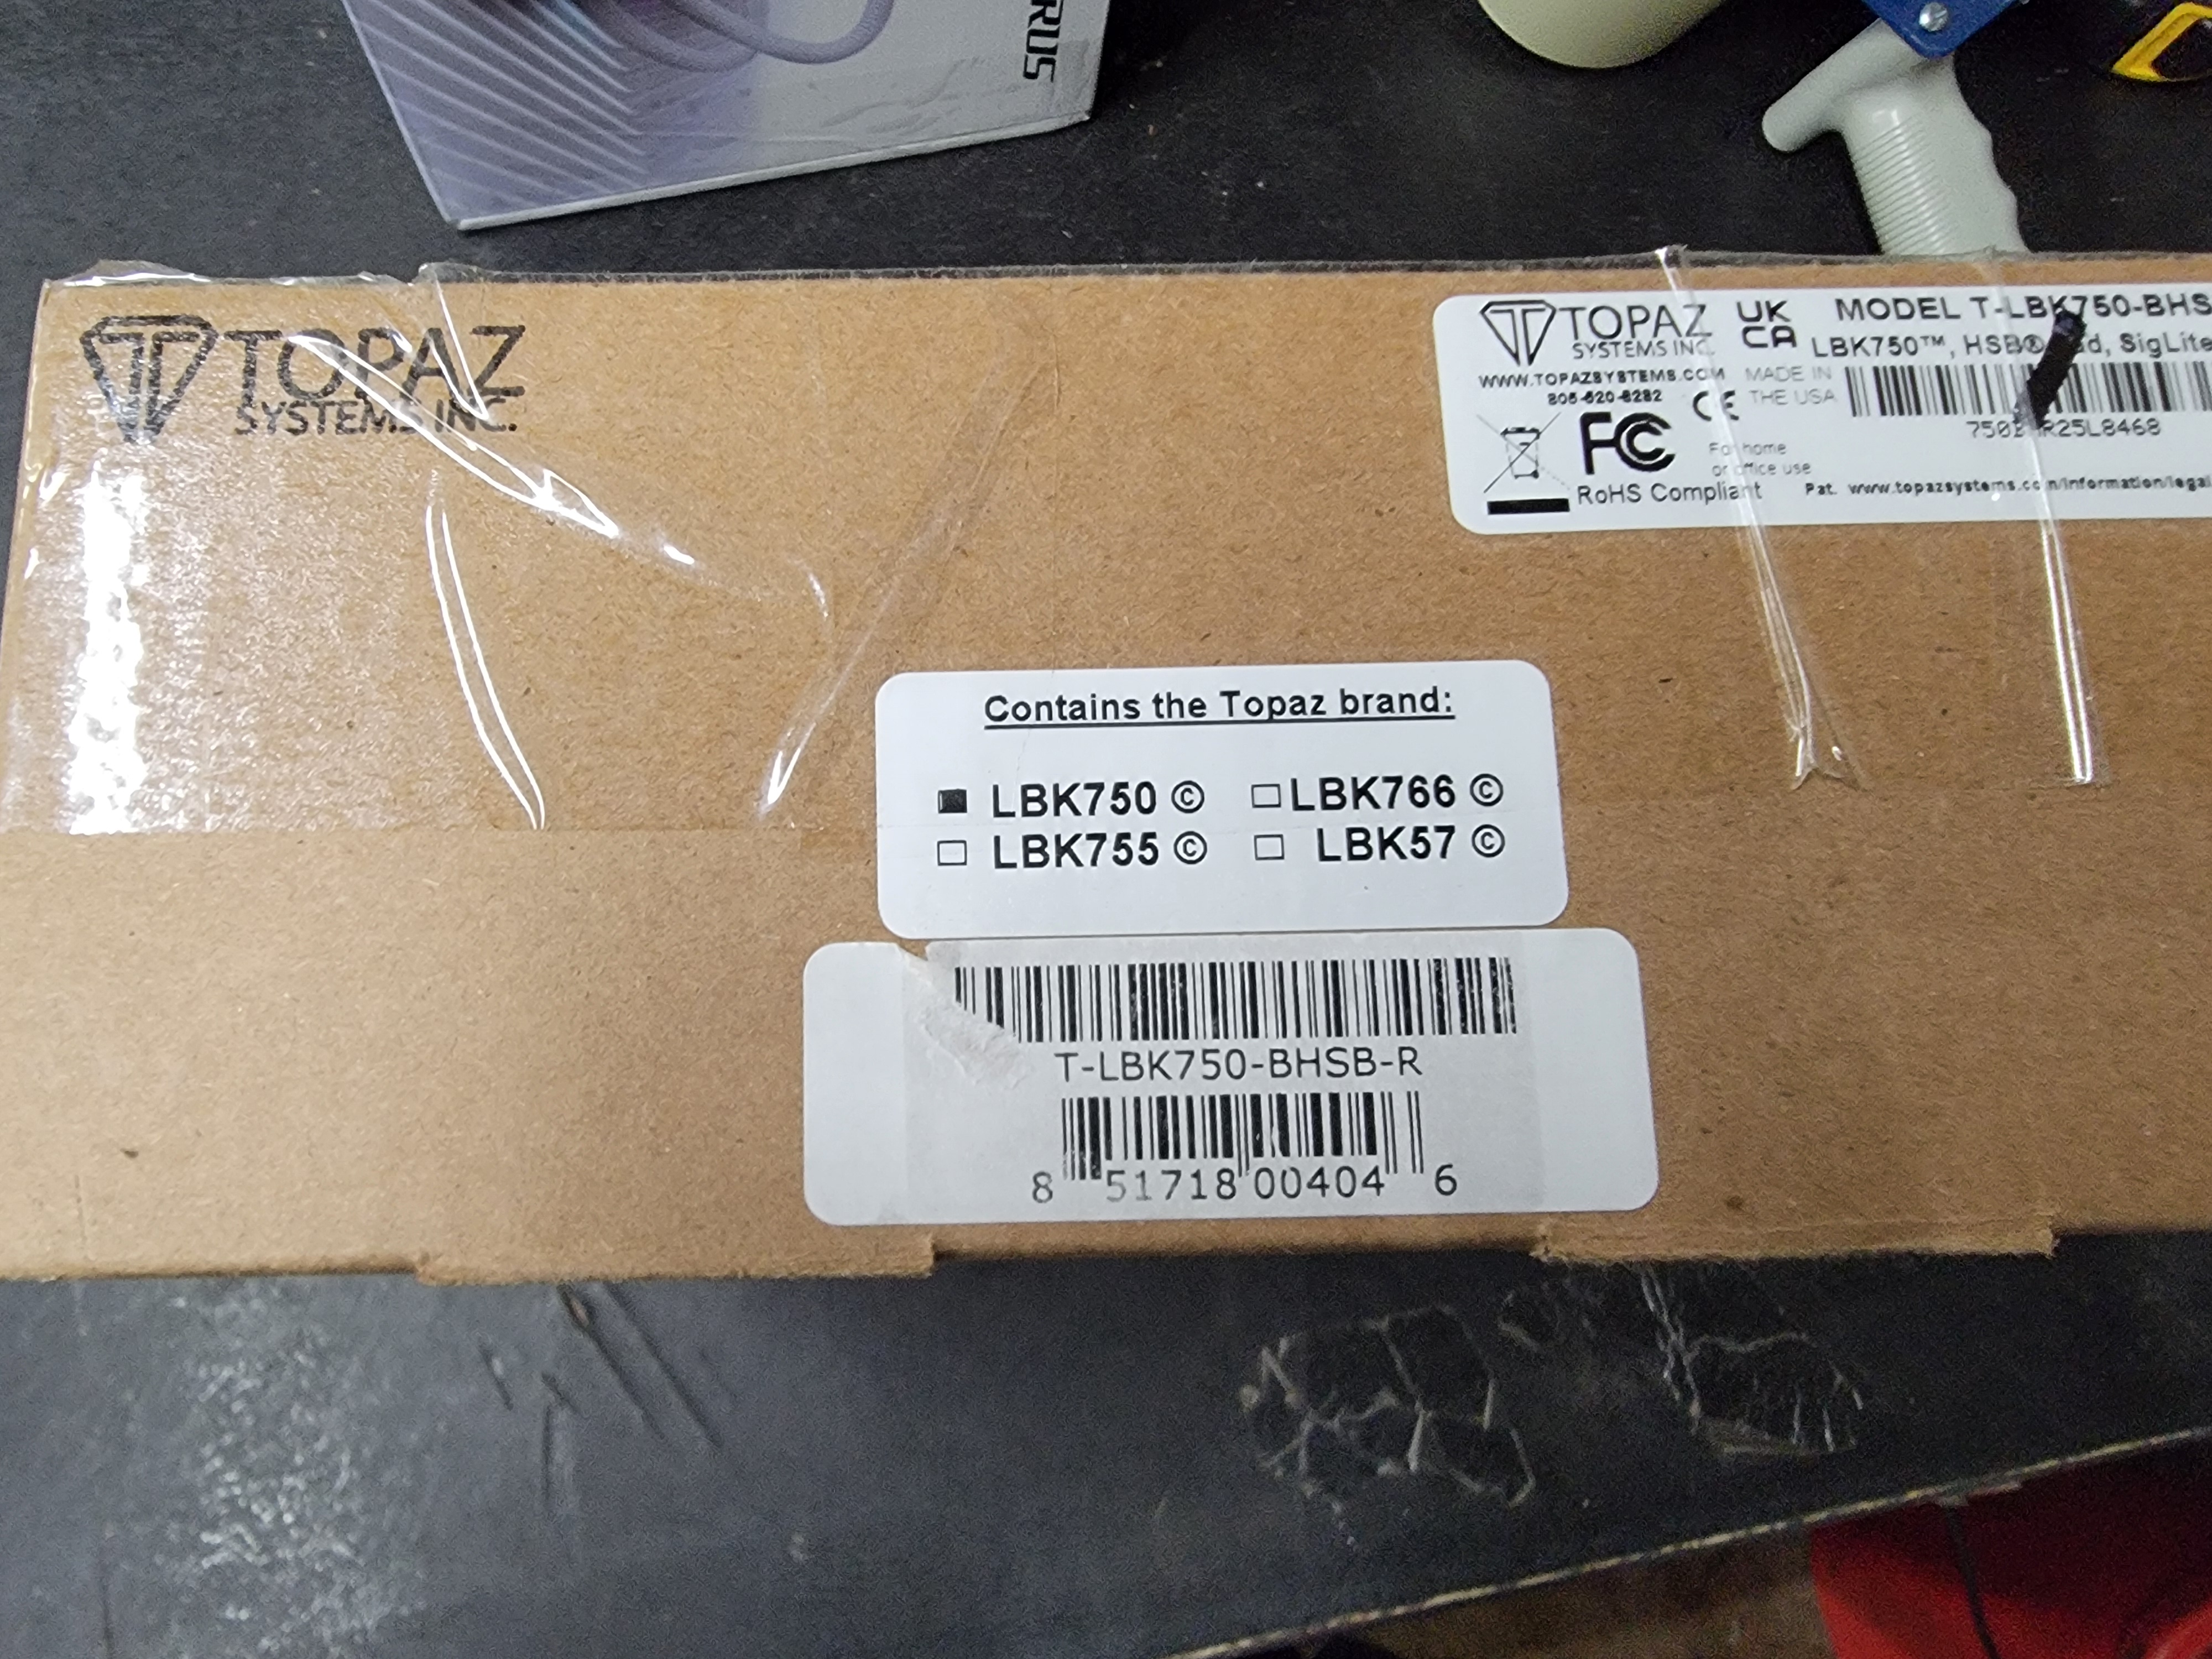 RUS
TOPAZ
SYSTEMS INC.
TOPAZ
SYSTEMS INC.
WWW.TOPAZSYSTEMS.COM
805-520-8282
UK
CA
MODEL T-LBK750-BHS
LBK750™, HSB® SigLite
MADE IN
THE USA
CE
FC
For home
or office use
RoHS Compliant
Pat. www.topazsystems.com/information/legal
Contains the Topaz brand:
■ LBK750 © □ LBK766 ©
□ LBK755 © □ LBK57 ©
T-LBK750-BHSB-R
8 51718 00404 6